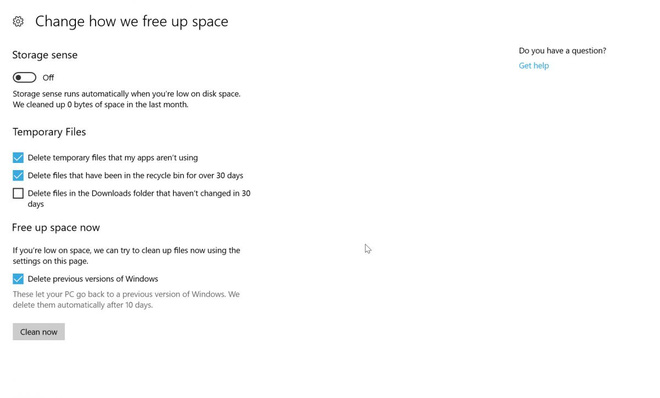 Change how we free up space
Storage sense
Off
Storage sense runs automatically when you're low on disk space.
We cleaned up 0 bytes of space in the last month.
Temporary Files
Delete temporary files that my apps aren't using
Delete files that have been in the recycle bin for over 30 days
Delete files in the Downloads folder that haven't changed in 30
days
Free up space now
If you're low on space, we can try to clean up files now using the
settings on this page.
Delete previous versions of Windows
These let your PC go back to a previous version of Windows. We
delete them automatically after 10 days.
Clean now
Do you have a question?
Get help